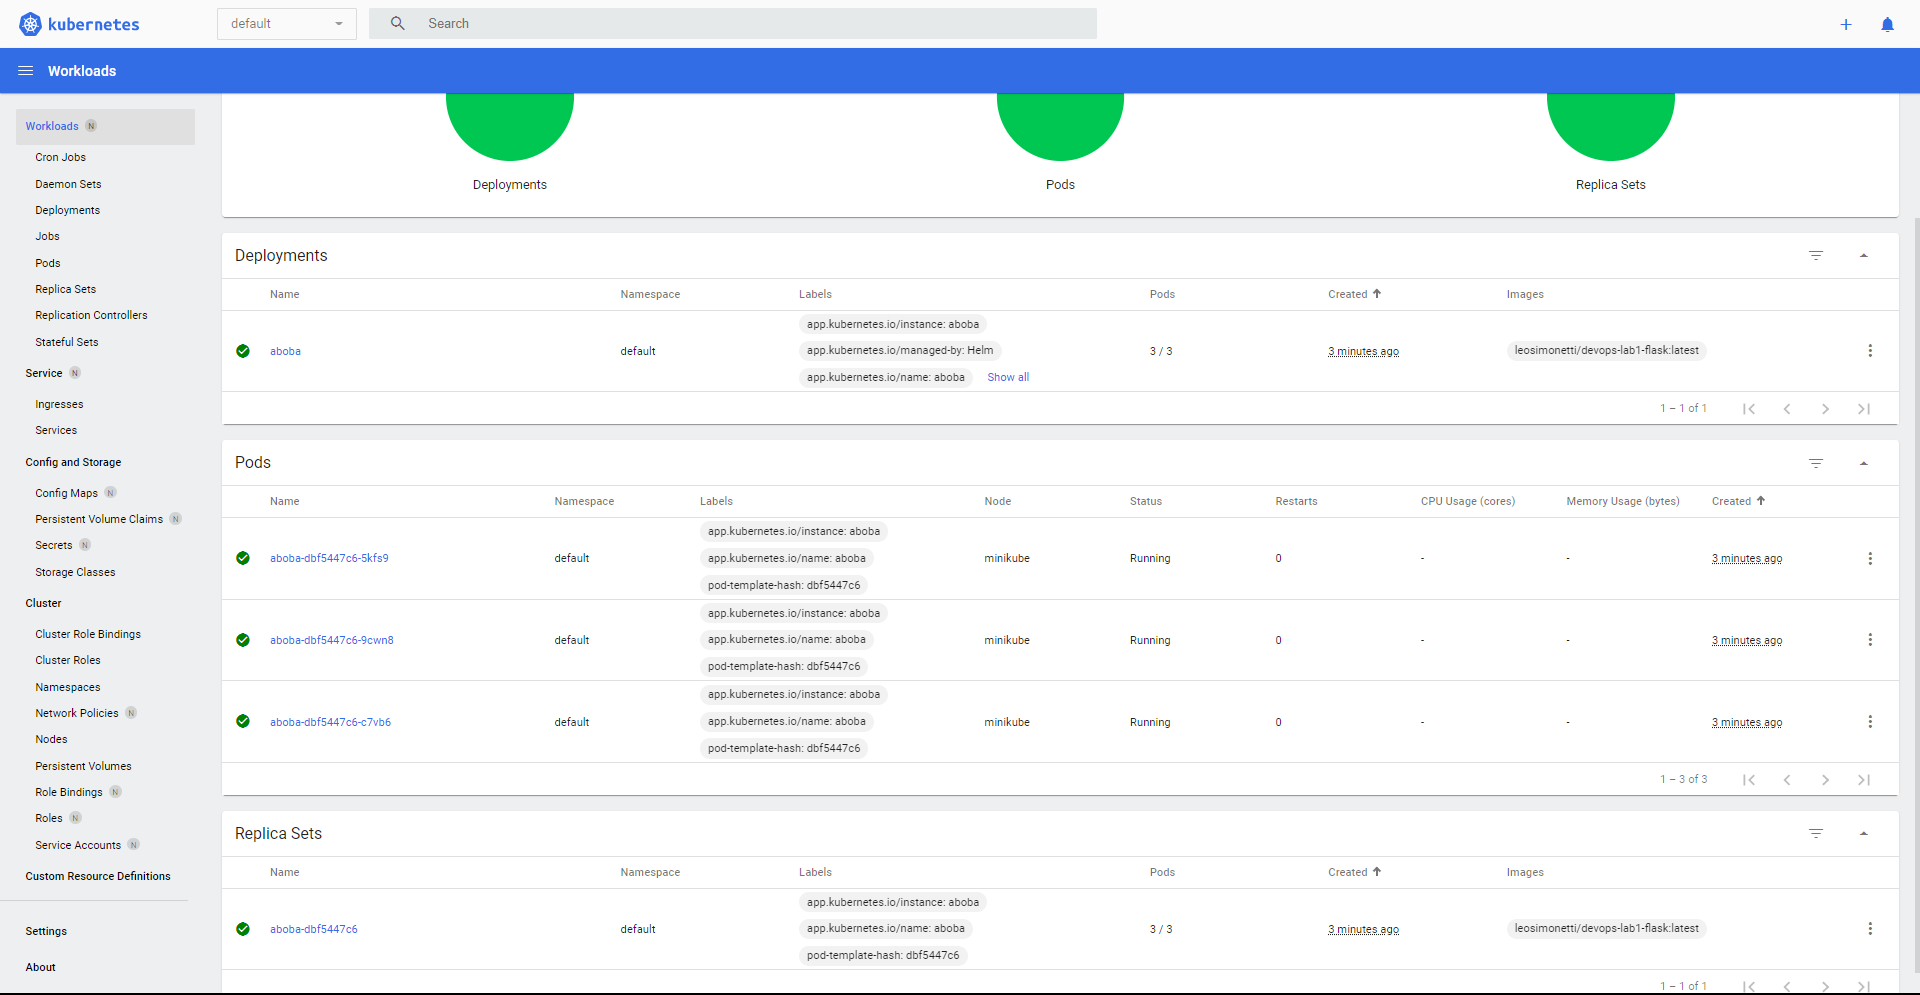 kubernetes
default
Search
Workloads
Workloads N
Cron Jobs
Daemon Sets
Deployments
Jobs
Pods
Replica Sets
Replication Controllers
Stateful Sets
Service N
Ingresses
Services
Config and Storage
Config Maps N
Persistent Volume Claims N
Secrets N
Storage Classes
Cluster
Cluster Role Bindings
Cluster Roles
Namespaces
Network Policies N
Nodes
Persistent Volumes
Role Bindings N
Roles N
Service Accounts N
Custom Resource Definitions
Settings
About
Deployments Pods Replica Sets
Deployments
Name Namespace Labels Pods Created Images
app.kubernetes.io/instance: aboba
aboba default app.kubernetes.io/managed-by: Helm 3 / 3 3 minutes ago leosimonetti/devops-lab1-flask:latest
app.kubernetes.io/name: aboba Show all
1 – 1 of 1
Pods
Name Namespace Labels Node Status Restarts CPU Usage (cores) Memory Usage (bytes) Created
app.kubernetes.io/instance: aboba
aboba-dbf5447c6-5kfs9 default app.kubernetes.io/name: aboba minikube Running 0 - - 3 minutes ago
pod-template-hash: dbf5447c6
app.kubernetes.io/instance: aboba
aboba-dbf5447c6-9cwn8 default app.kubernetes.io/name: aboba minikube Running 0 - - 3 minutes ago
pod-template-hash: dbf5447c6
app.kubernetes.io/instance: aboba
aboba-dbf5447c6-c7vb6 default app.kubernetes.io/name: aboba minikube Running 0 - - 3 minutes ago
pod-template-hash: dbf5447c6
1 – 3 of 3
Replica Sets
Name Namespace Labels Pods Created Images
app.kubernetes.io/instance: aboba
aboba-dbf5447c6 default app.kubernetes.io/name: aboba 3 / 3 3 minutes ago leosimonetti/devops-lab1-flask:latest
pod-template-hash: dbf5447c6
1 – 1 of 1